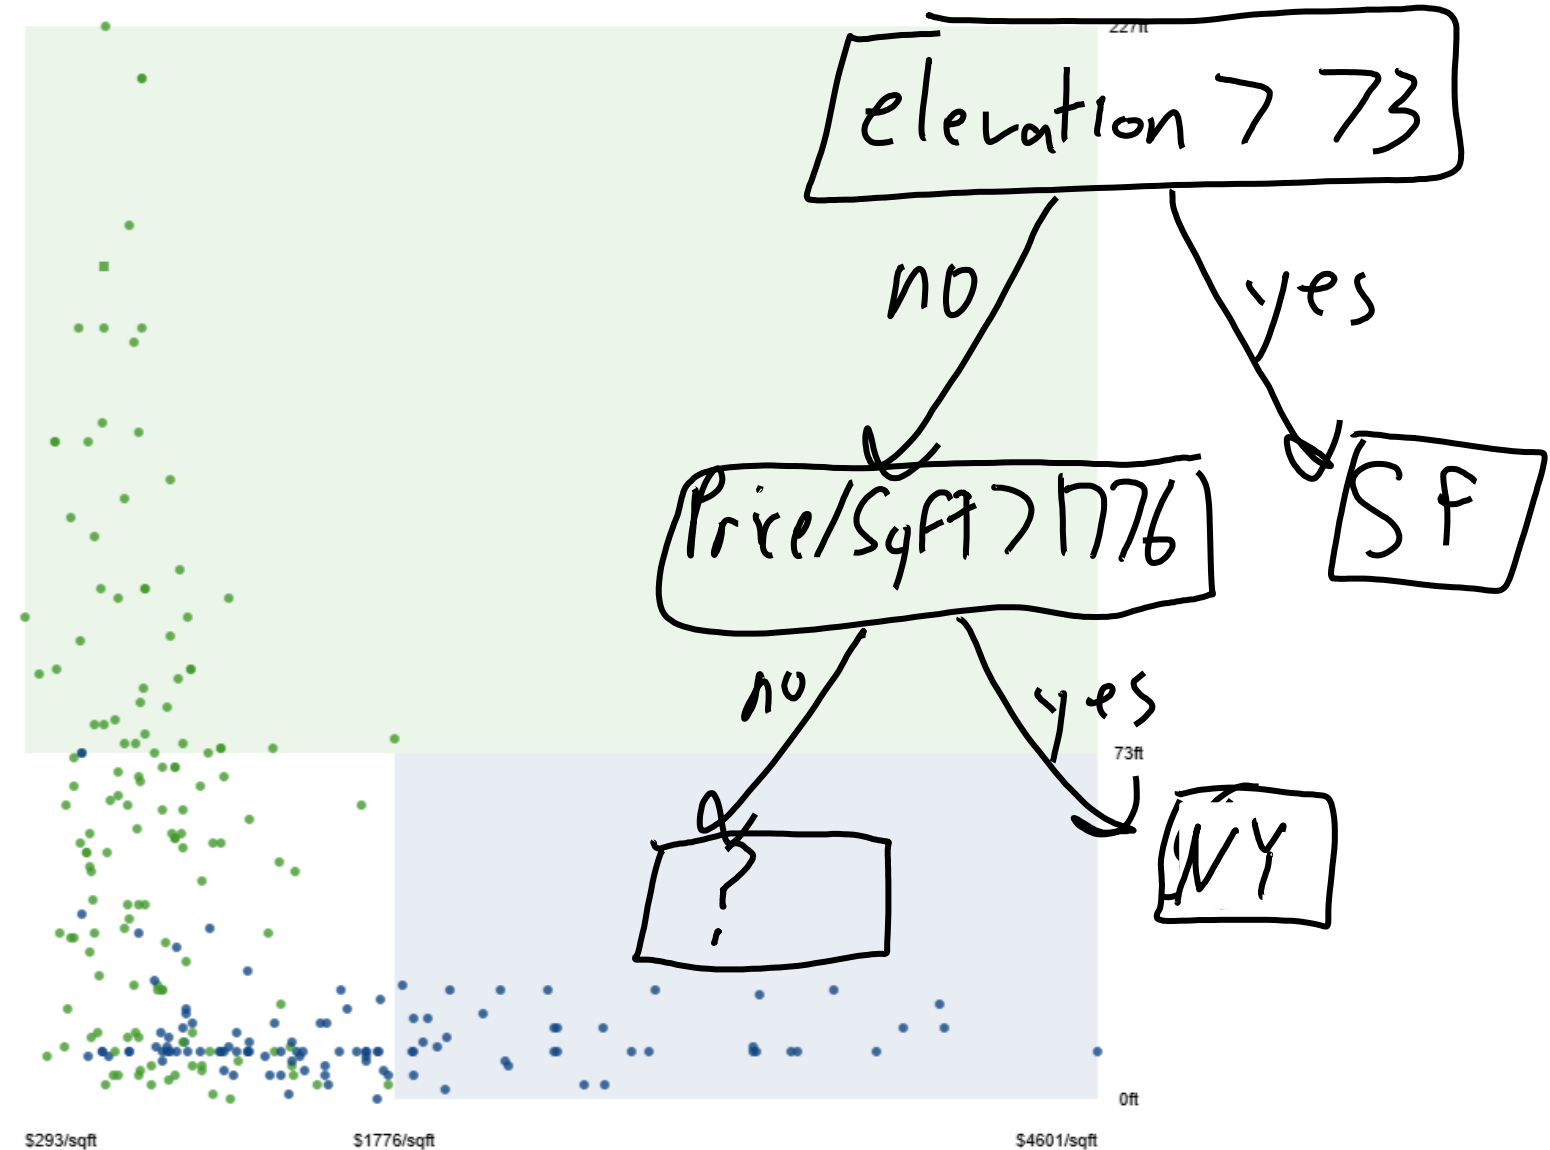 227ft
elevation > 73
no
yes
Price/Sqft > 1776
SF
no
yes
73ft
?
NY
0ft
$293/sqft
$1776/sqft
$4601/sqft